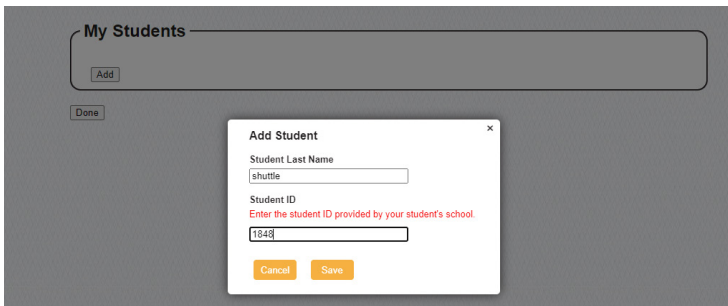 My Students
Add
Done
Add Student
×
Student Last Name
shuttle
Student ID
Enter the student ID provided by your student's school.
1848
Cancel Save